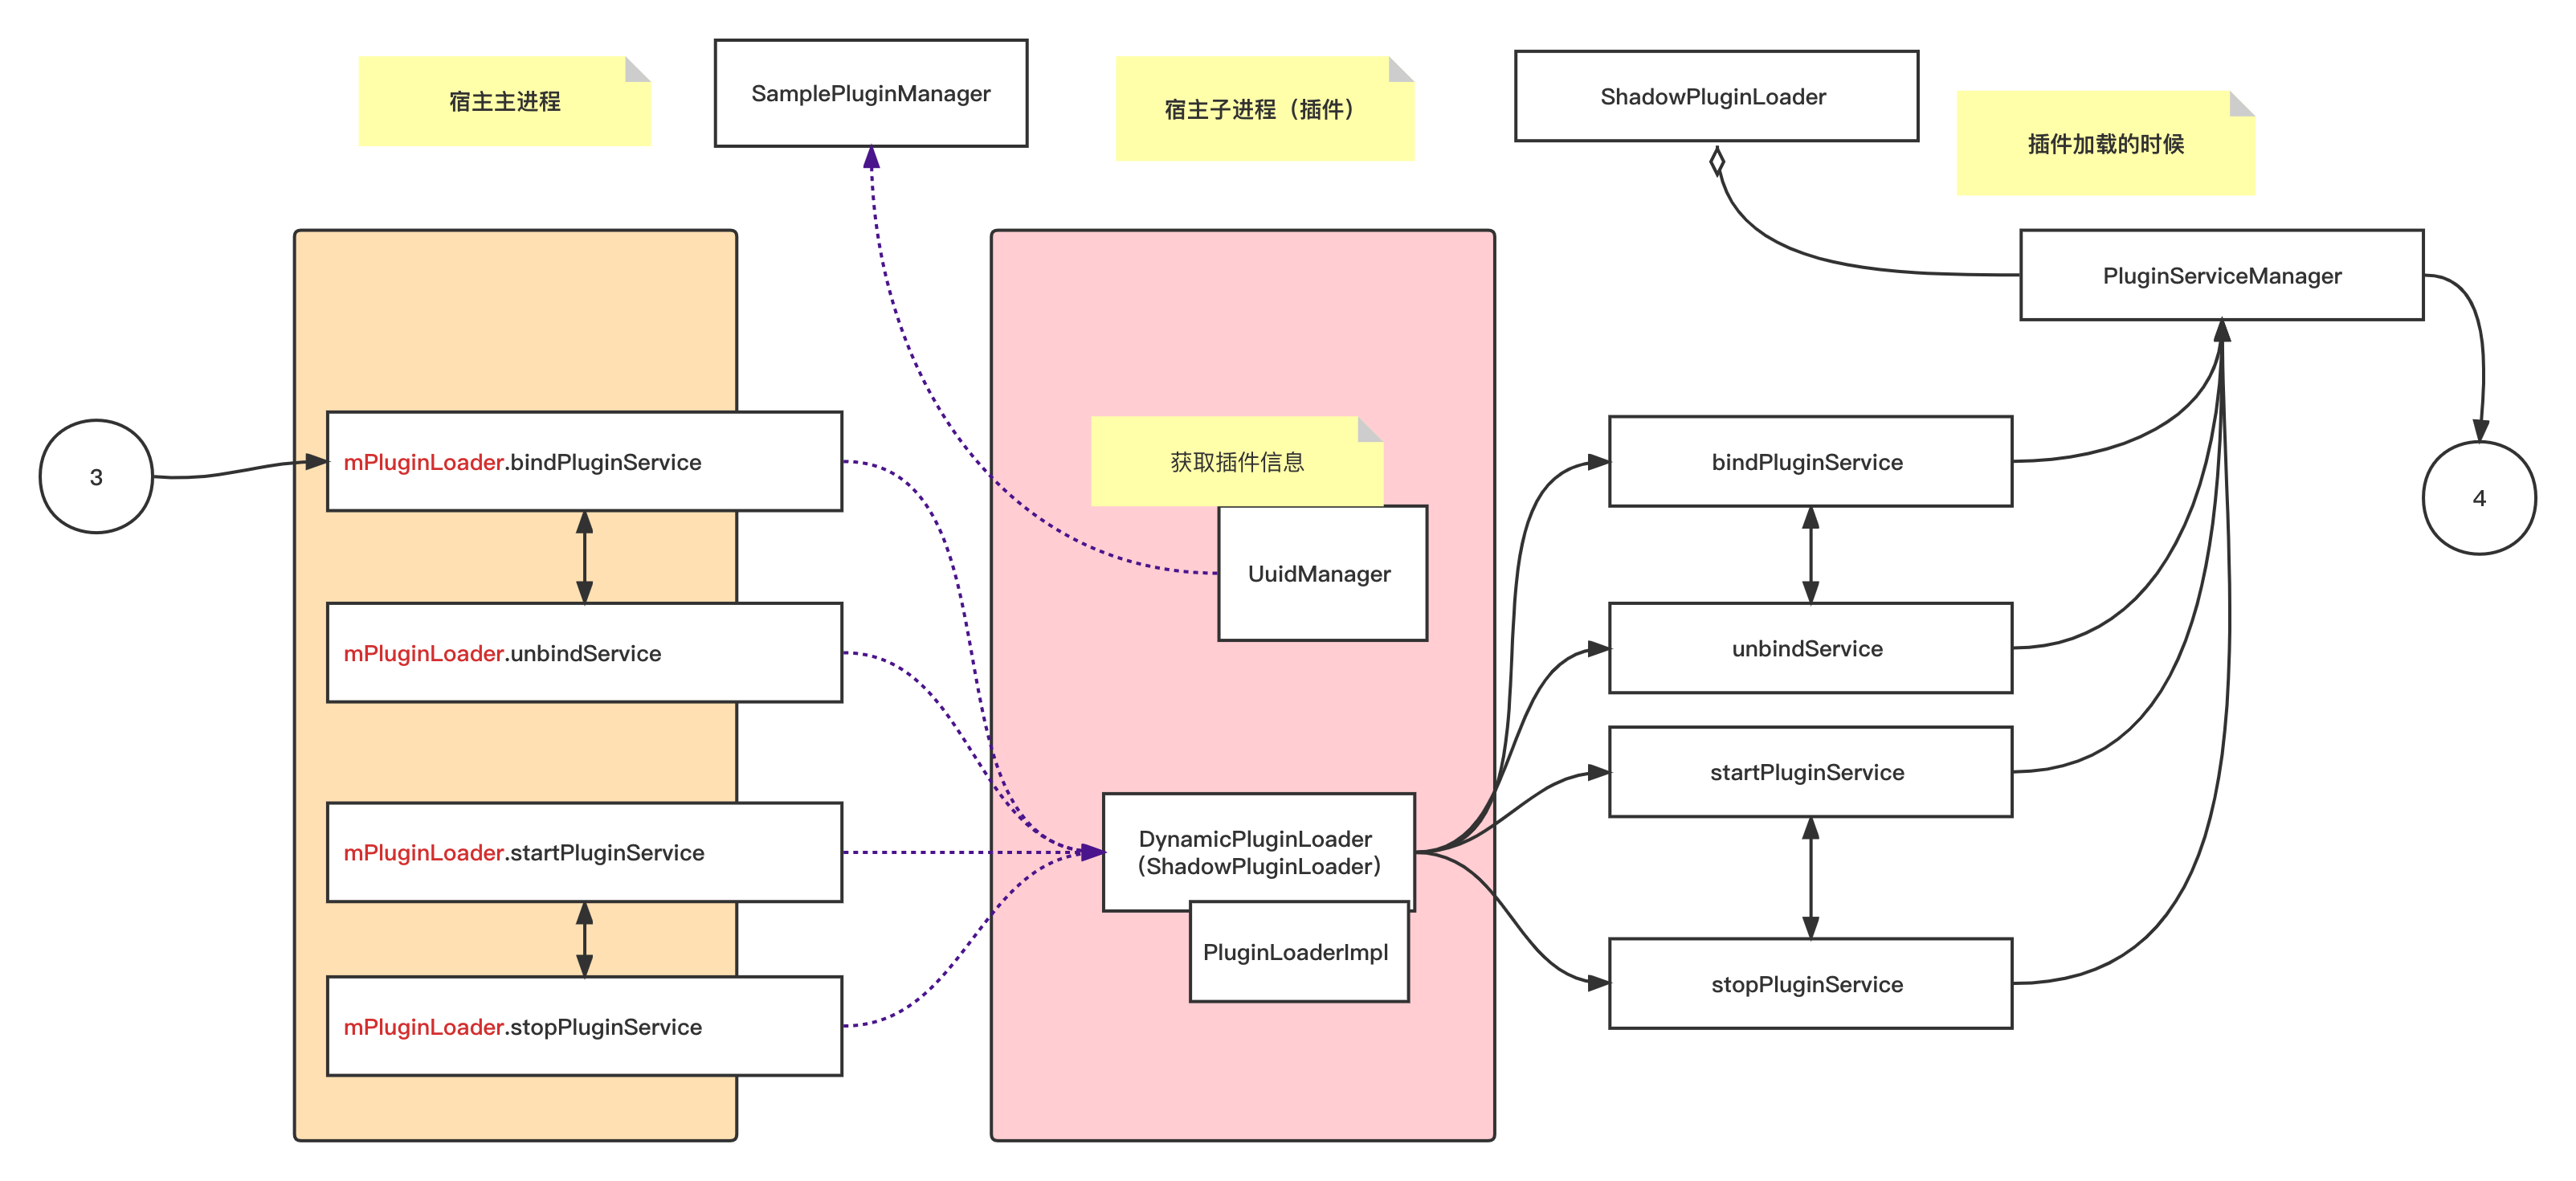 宿主主进程
SamplePluginManager
宿主子进程（插件）
ShadowPluginLoader
插件加载的时候
PluginServiceManager
3
mPluginLoader.bindPluginService
获取插件信息
bindPluginService
4
UuidManager
mPluginLoader.unbindService
unbindService
startPluginService
mPluginLoader.startPluginService
DynamicPluginLoader
（ShadowPluginLoader）
PluginLoaderImpl
stopPluginService
mPluginLoader.stopPluginService